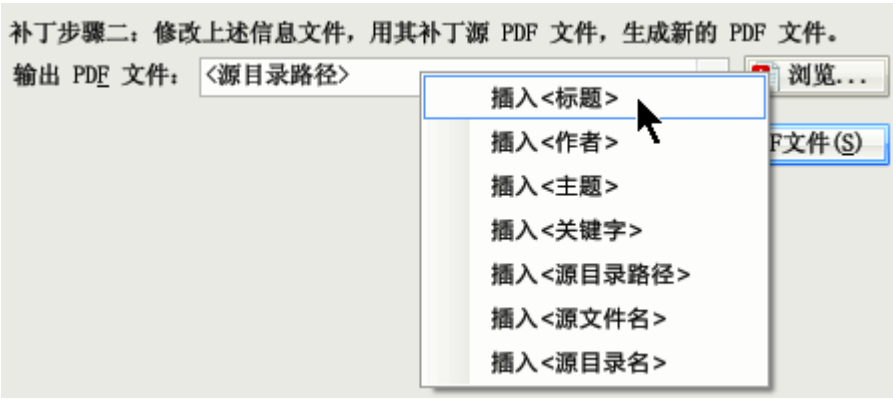 补丁步骤二：修改上述信息文件，用其补丁源 PDF 文件，生成新的 PDF 文件。
输出 PDF 文件： <源目录路径> 浏览...
插入<标题>
插入<作者> F文件(S)
插入<主题>
插入<关键字>
插入<源目录路径>
插入<源文件名>
插入<源目录名>